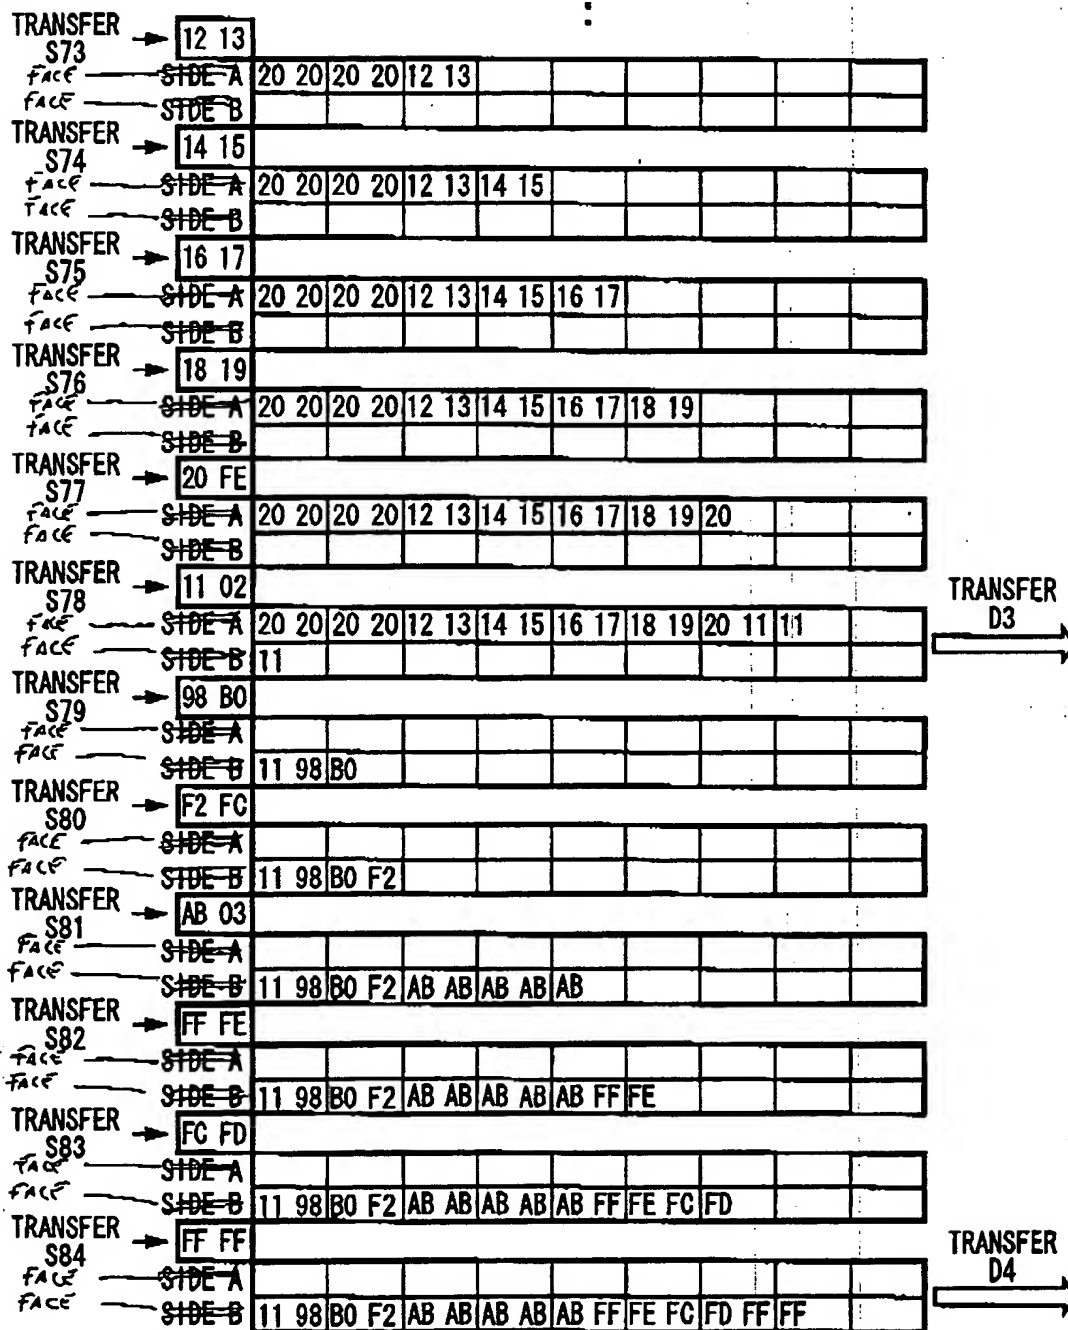 TRANSFER S73 12 13
FACE SIDE A 20 20 20 20 12 13
FACE SIDE B
TRANSFER S74 14 15
FACE SIDE A 20 20 20 20 12 13 14 15
FACE SIDE B
TRANSFER S75 16 17
FACE SIDE A 20 20 20 20 12 13 14 15 16 17
FACE SIDE B
TRANSFER S76 18 19
FACE SIDE A 20 20 20 20 12 13 14 15 16 17 18 19
FACE SIDE B
TRANSFER S77 20 FE
FACE SIDE A 20 20 20 20 12 13 14 15 16 17 18 19 20
FACE SIDE B
TRANSFER S78 11 02
FACE SIDE A 20 20 20 20 12 13 14 15 16 17 18 19 20 11 11
TRANSFER D3
FACE SIDE B 11
TRANSFER S79 98 B0
FACE SIDE A
FACE SIDE B 11 98 B0
TRANSFER S80 F2 FC
FACE SIDE A
FACE SIDE B 11 98 B0 F2
TRANSFER S81 AB 03
FACE SIDE A
FACE SIDE B 11 98 B0 F2 AB AB AB AB AB
TRANSFER S82 FF FE
FACE SIDE A
FACE SIDE B 11 98 B0 F2 AB AB AB AB AB FF FE
TRANSFER S83 FC FD
FACE SIDE A
FACE SIDE B 11 98 B0 F2 AB AB AB AB AB FF FE FC FD
TRANSFER S84 FF FF
FACE SIDE A
TRANSFER D4
FACE SIDE B 11 98 B0 F2 AB AB AB AB AB FF FE FC FD FF FF